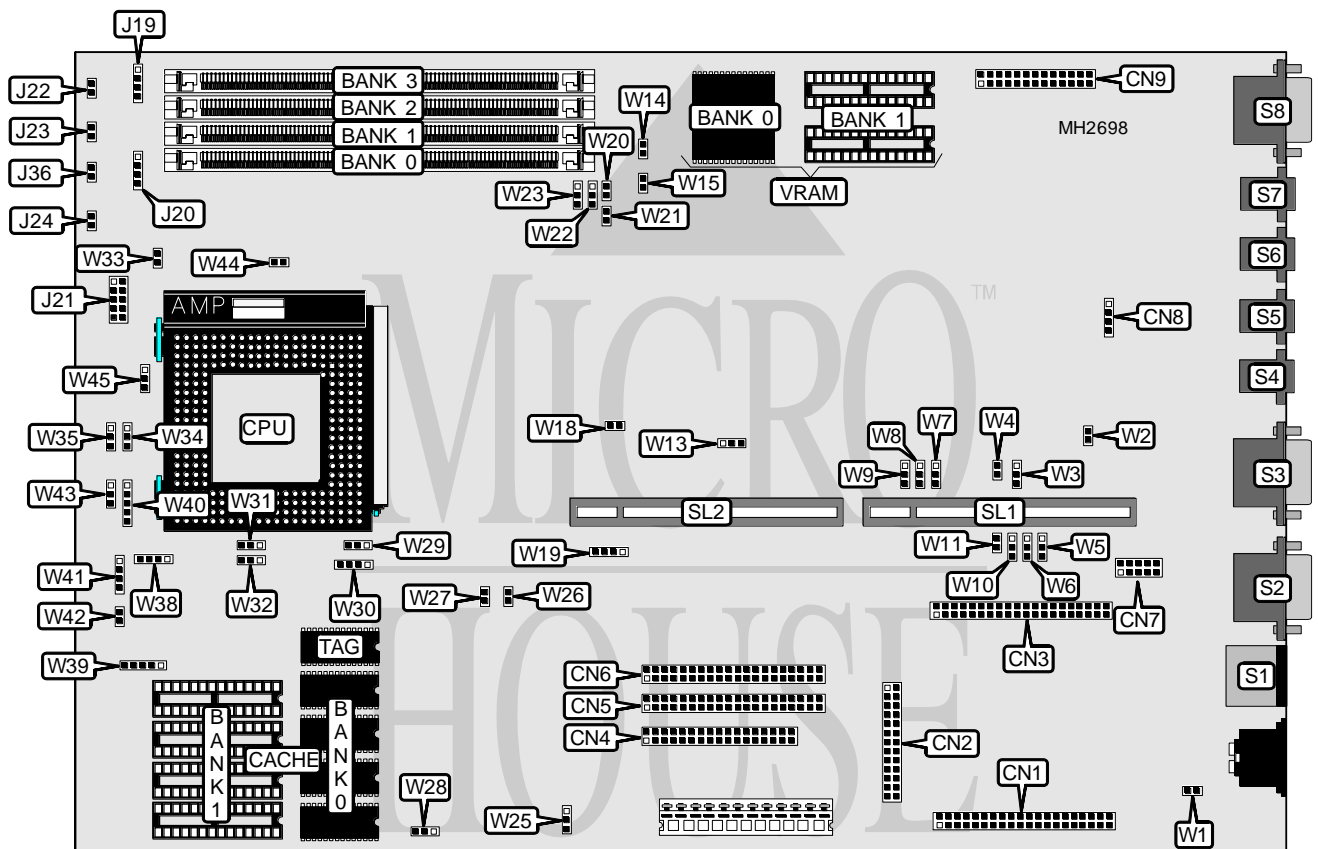 J19
J22
BANK 3
W14
BANK 0
BANK 1
CN9
S8
J23
BANK 2
MH2698
BANK 1
W20
J36
BANK 0
W15
VRAM
S7
J20
W23
J24
W22
W21
W33
W44
S6
J21
AMP
MICRO
TM
CN8
S5
W45
S4
W35
W34
CPU
W18
W13
W8
W7
W4
W2
W9
W3
S3
W43
W40
W31
SL2
SL1
W29
W19
W11
W5
W41
W38
W32
W30
W27
W26
W10
W6
CN7
S2
W42
HOUSE
TAG
CN3
W39
CN6
S1
BANK 1
CACHE
BANK 0
CN5
CN4
CN2
W28
W25
CN1
W1